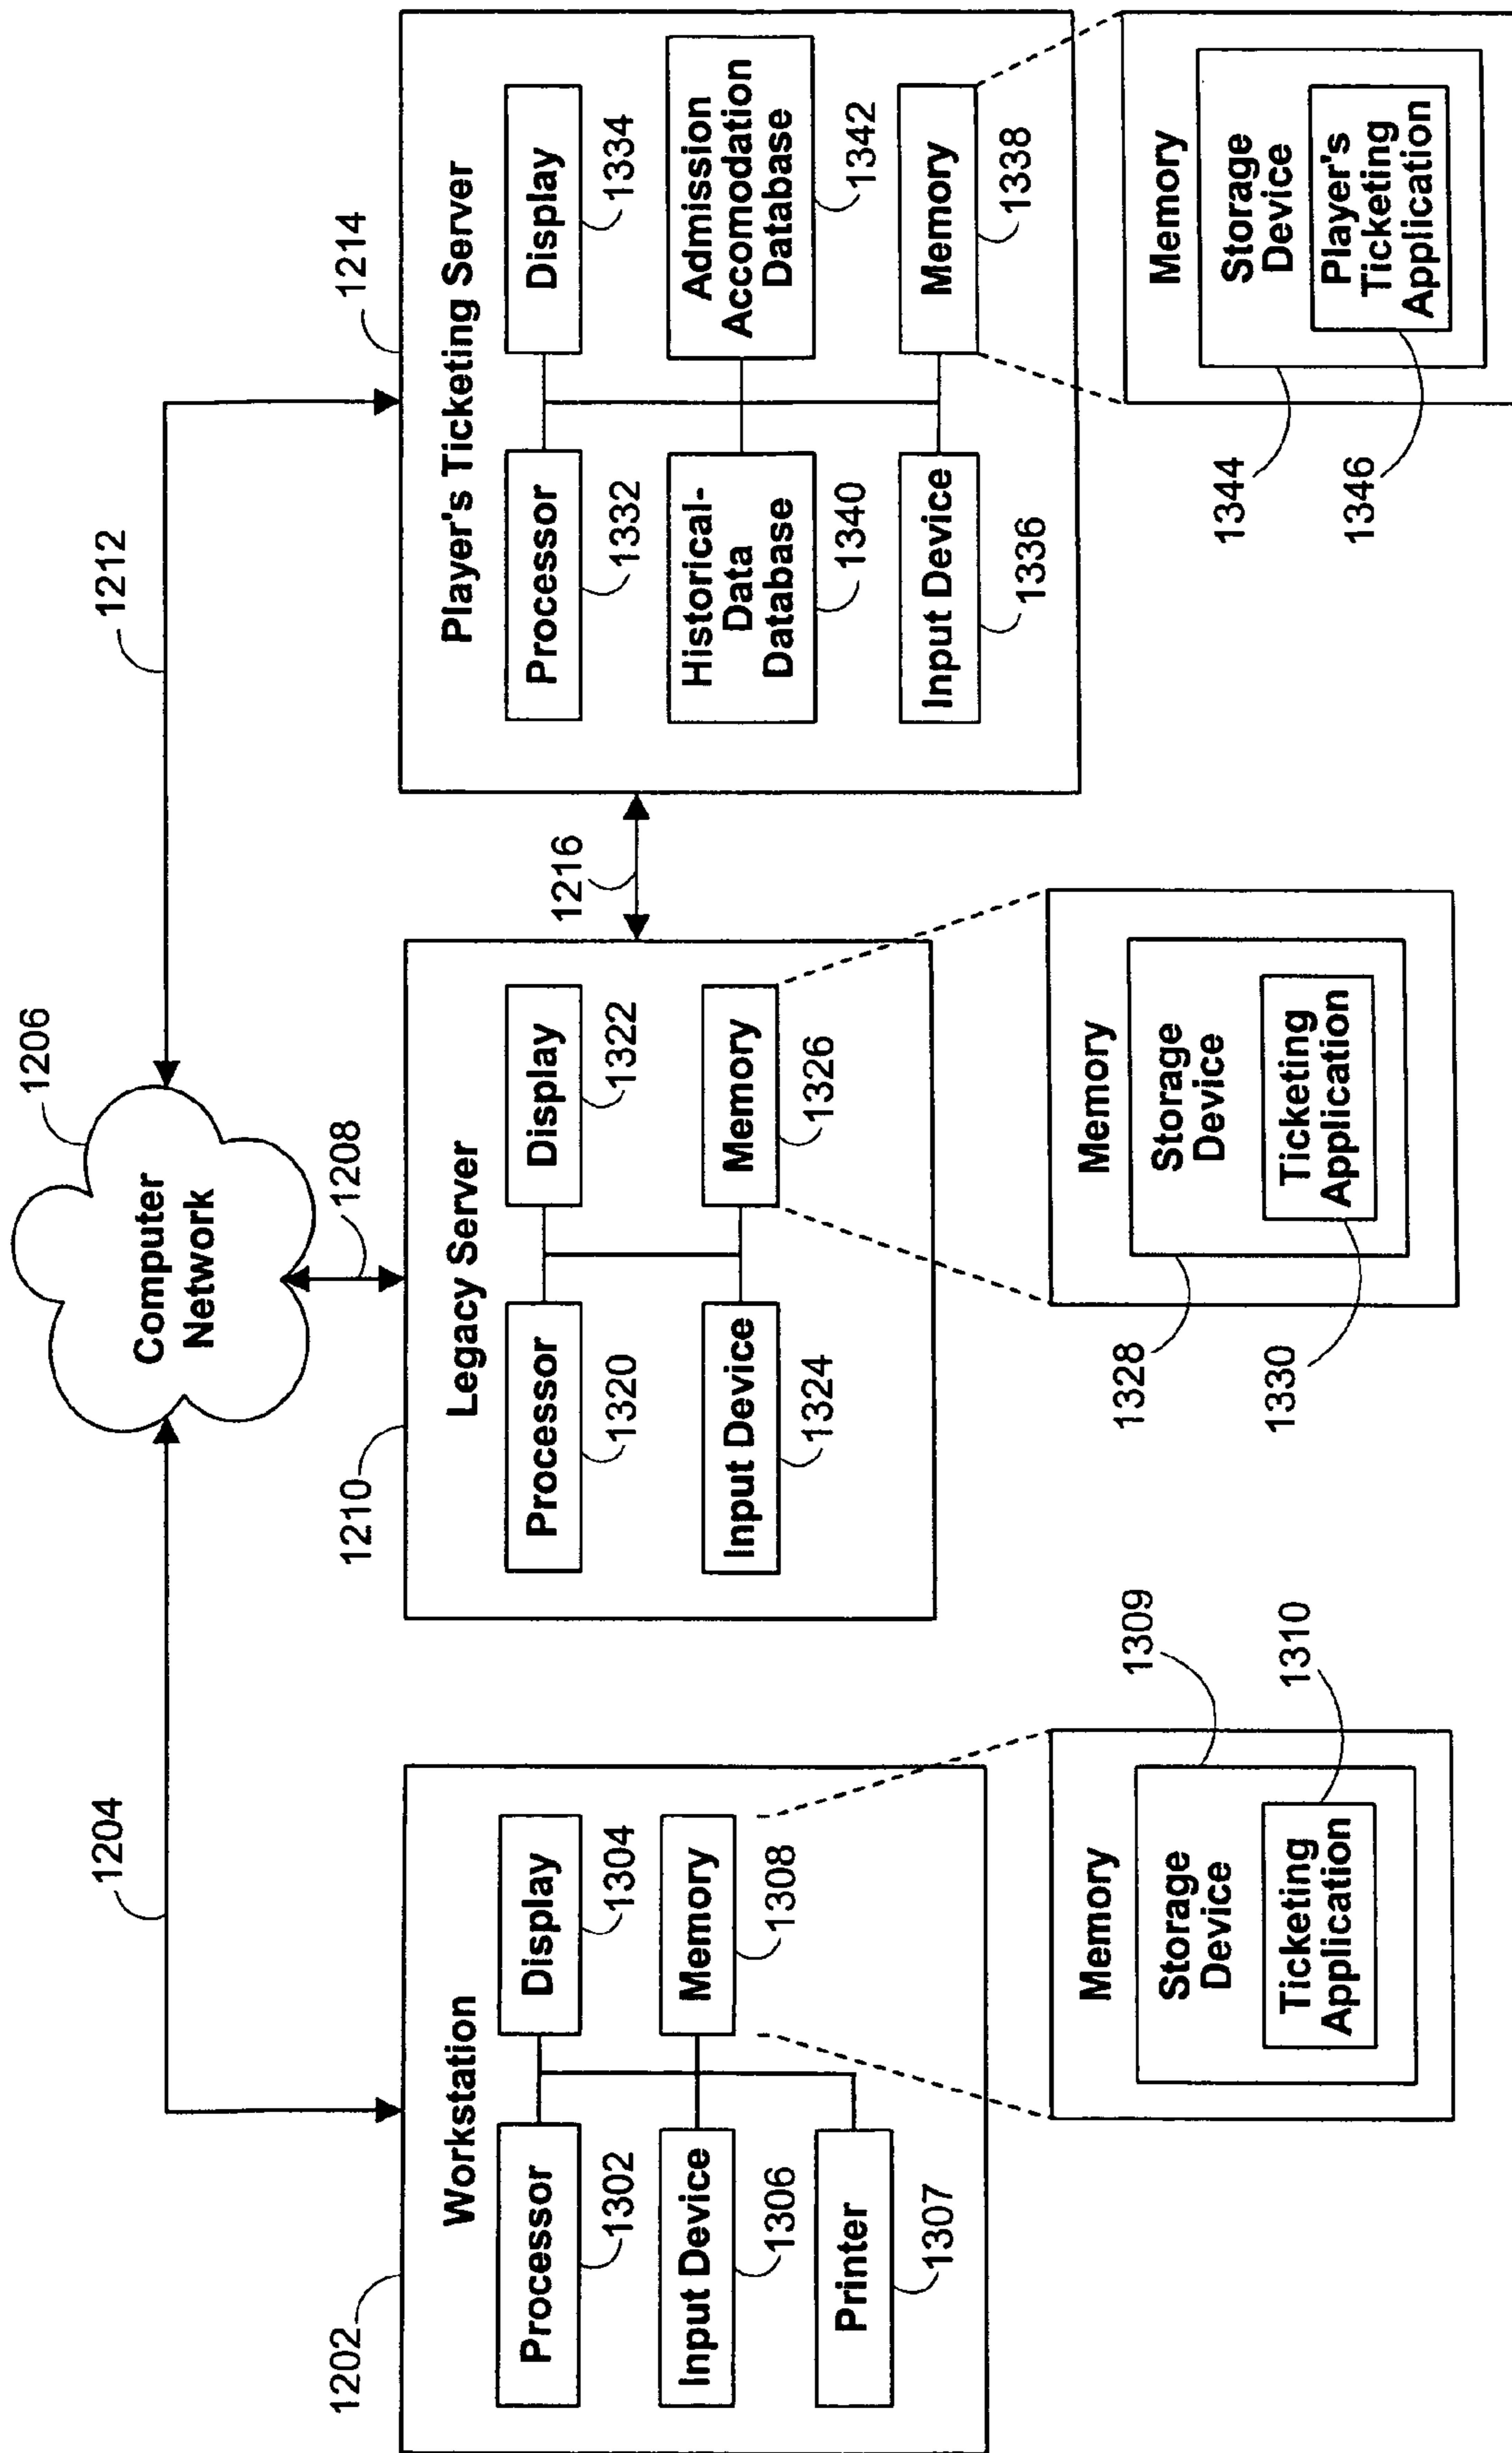 1206
Computer
Network
1204
1208
1212
1202
Workstation
Processor
1302
Display
1304
Input Device
1306
Memory
1308
Printer
1307
Memory
Storage
Device
1309
Ticketing
Application
1310
1210
Legacy Server
Processor
1320
Display
1322
Input Device
1324
Memory
1326
Memory
Storage
Device
1328
Ticketing
Application
1330
1216
1214
Player's Ticketing Server
Processor
1332
Display
1334
Historical-
Data
Database
1340
Admission
Accomodation
Database
1342
Input Device
1336
Memory
1338
Memory
Storage
Device
1344
Player's
Ticketing
Application
1346